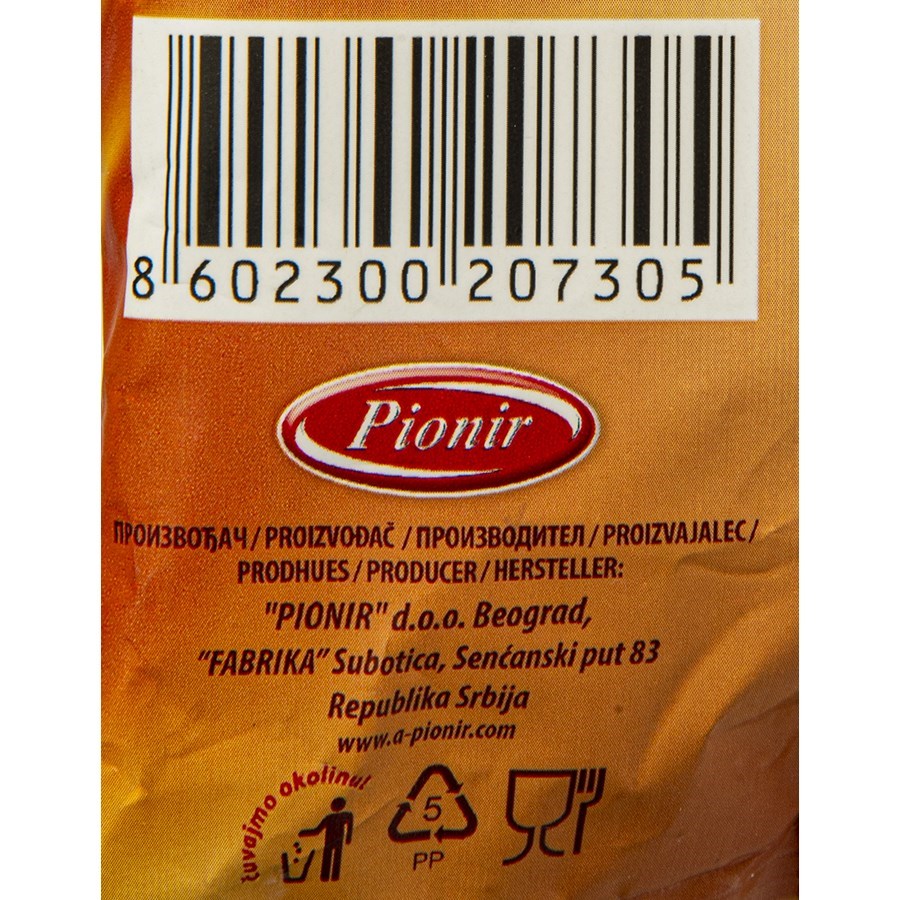 8 602300 207305
Pionir
ПРОИЗВОЂАЧ / PROIZVOĐAČ / ПРОИЗВОДИТЕЛ / PROIZVAJALEC /
PRODHUES / PRODUCER / HERSTELLER:
"PIONIR" d.o.o. Beograd,
"FABRIKA" Subotica, Senćanski put 83
Republika Srbija
www.a-pionir.com
čuvajmo okolinu!
5
PP